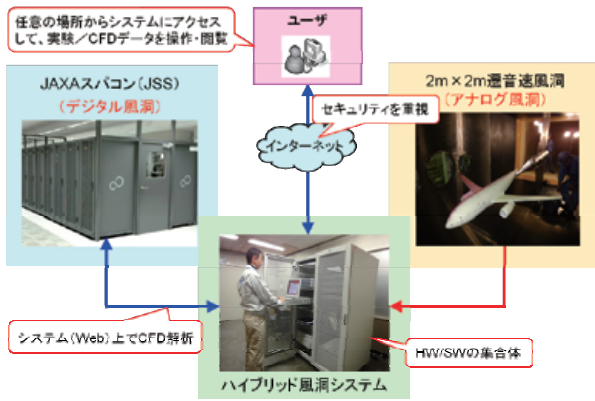 任意の場所からシステムにアクセス
して、実験／CFDデータを操作・閲覧
ユーザ
JAXAスパコン（JSS）
（デジタル風洞）
2m×2m遷音速風洞
（アナログ風洞）
セキュリティを重視
インターネット
システム（Web）上でCFD解析
HW/SWの集合体
ハイブリッド風洞システム